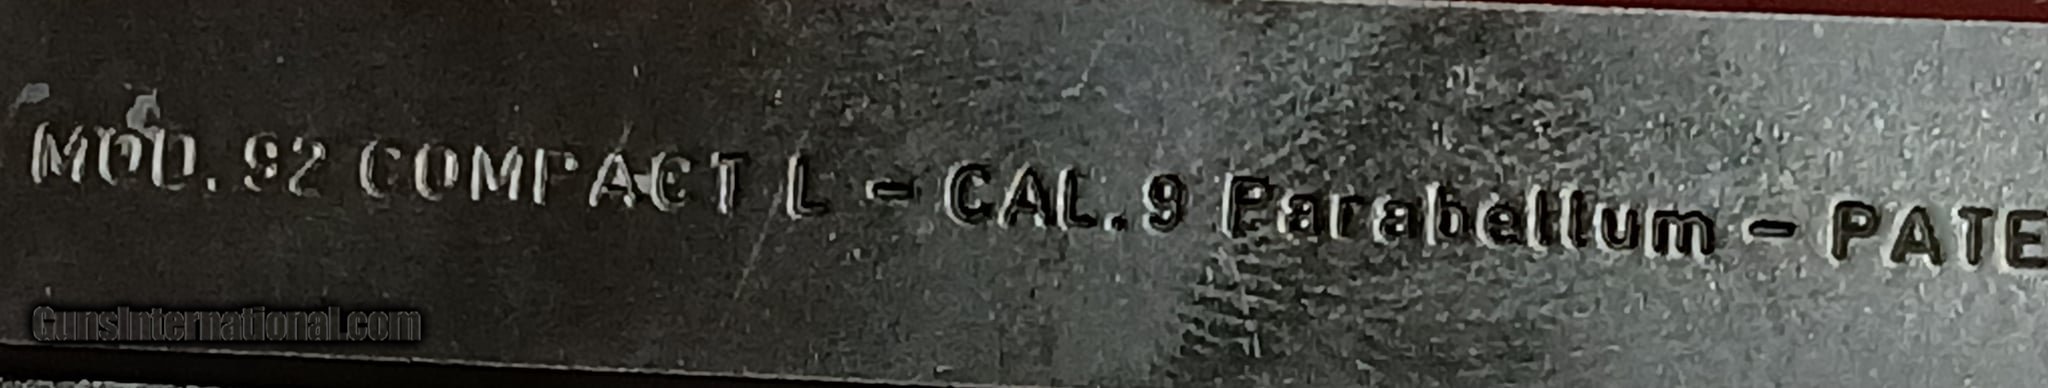 MOD. 92 COMPACT L - CAL. 9 Parabellum - PATE
GunsInternational.com